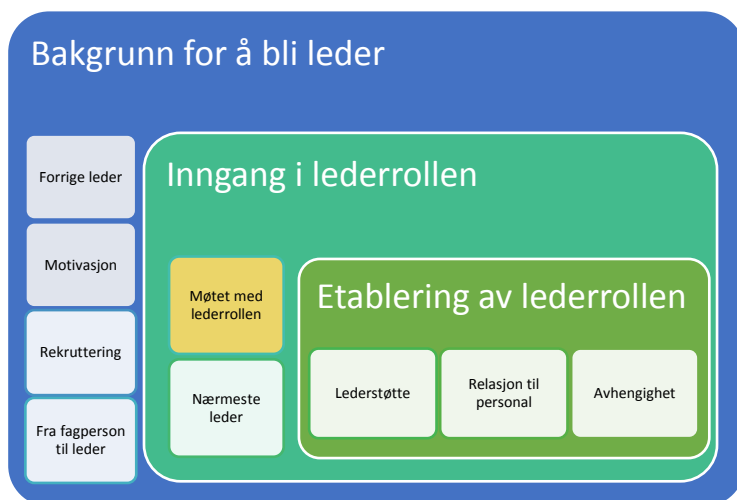 Bakgrunn for å bli leder
Forrige leder
Motivasjon
Rekruttering
Fra fagperson
til leder
Inngang i lederrollen
Møtet med
lederrollen
Nærmeste
leder
Etablering av lederrollen
Lederstøtte
Relasjon til
personal
Avhengighet